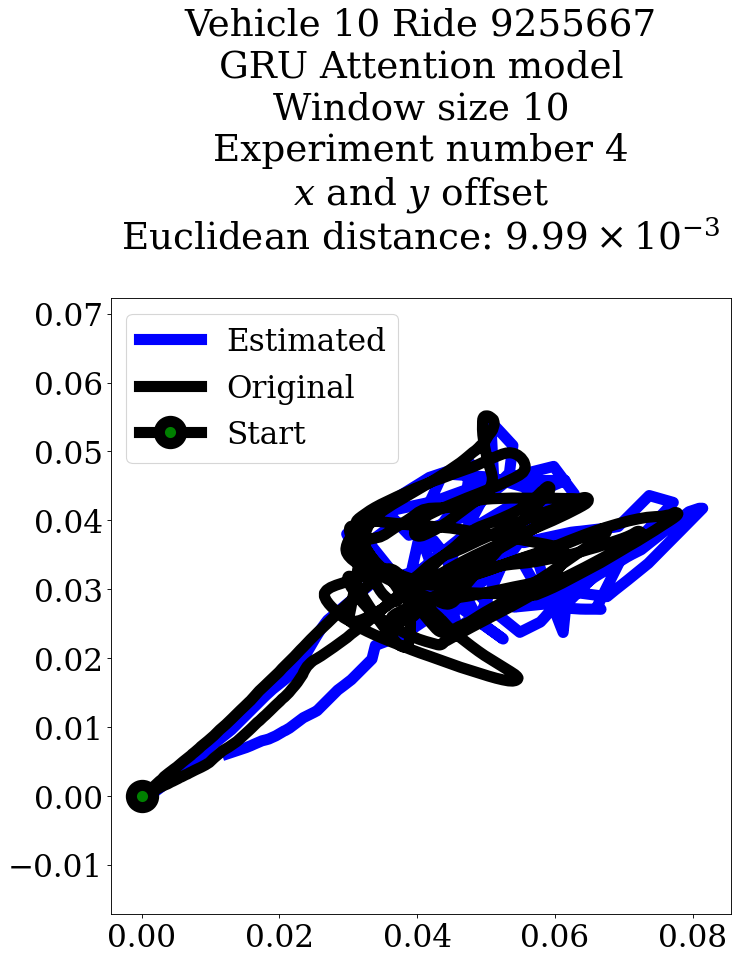 Vehicle 10 Ride 9255667
GRU Attention model
Window size 10
Experiment number 4
x and y offset
Euclidean distance: 9.99 × 10⁻³
0.07
0.06
0.05
0.04
0.03
0.02
0.01
0.00
−0.01
Estimated
Original
Start
0.00 0.02 0.04 0.06 0.08